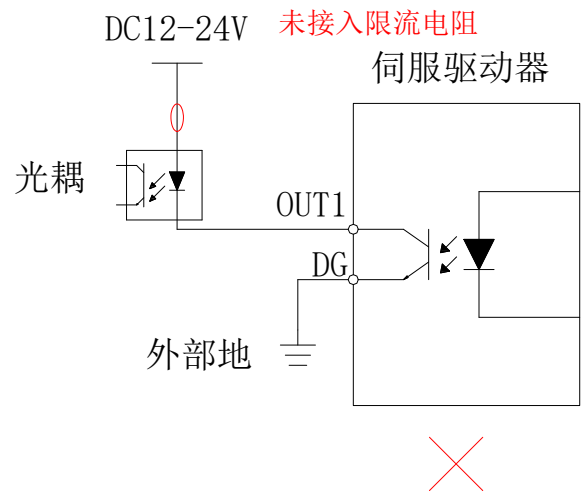 DC12-24V 未接入限流电阻
伺服驱动器
光耦
OUT1
DG
外部地